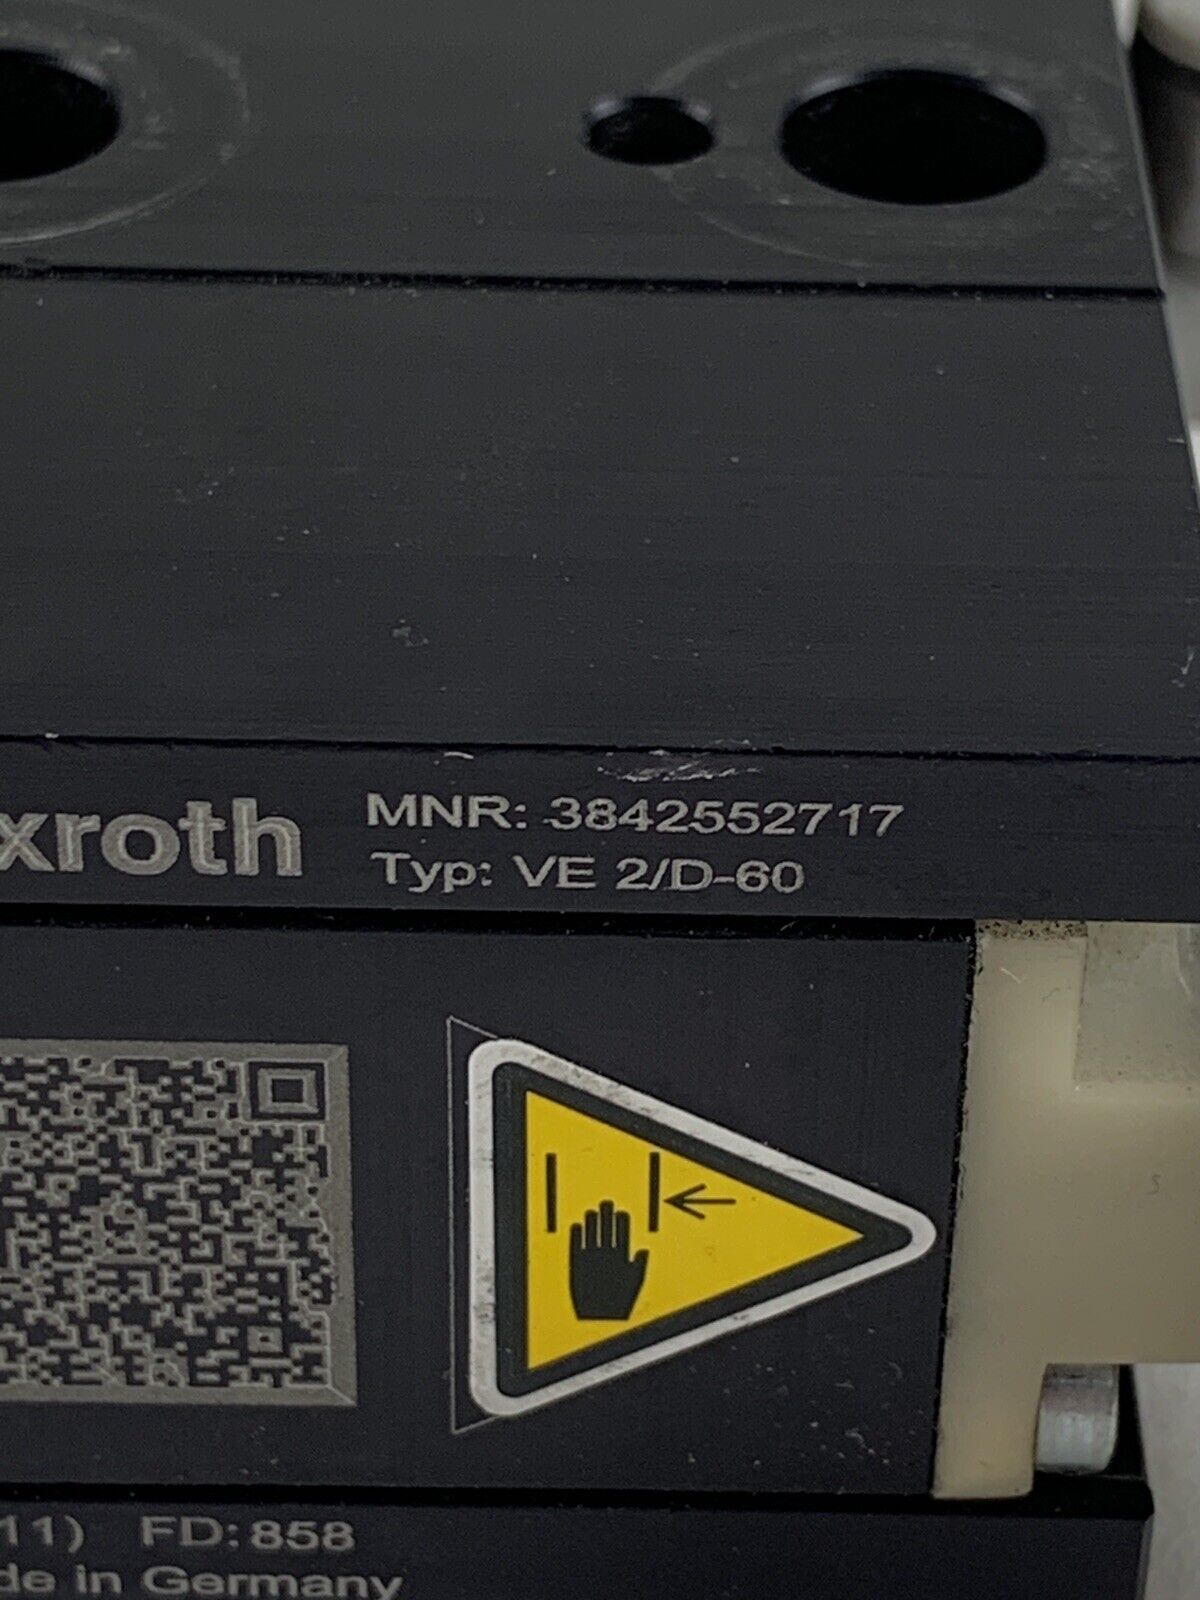 xroth
MNR: 3842552717
Typ: VE 2/D-60
11) FD: 858
de in Germany